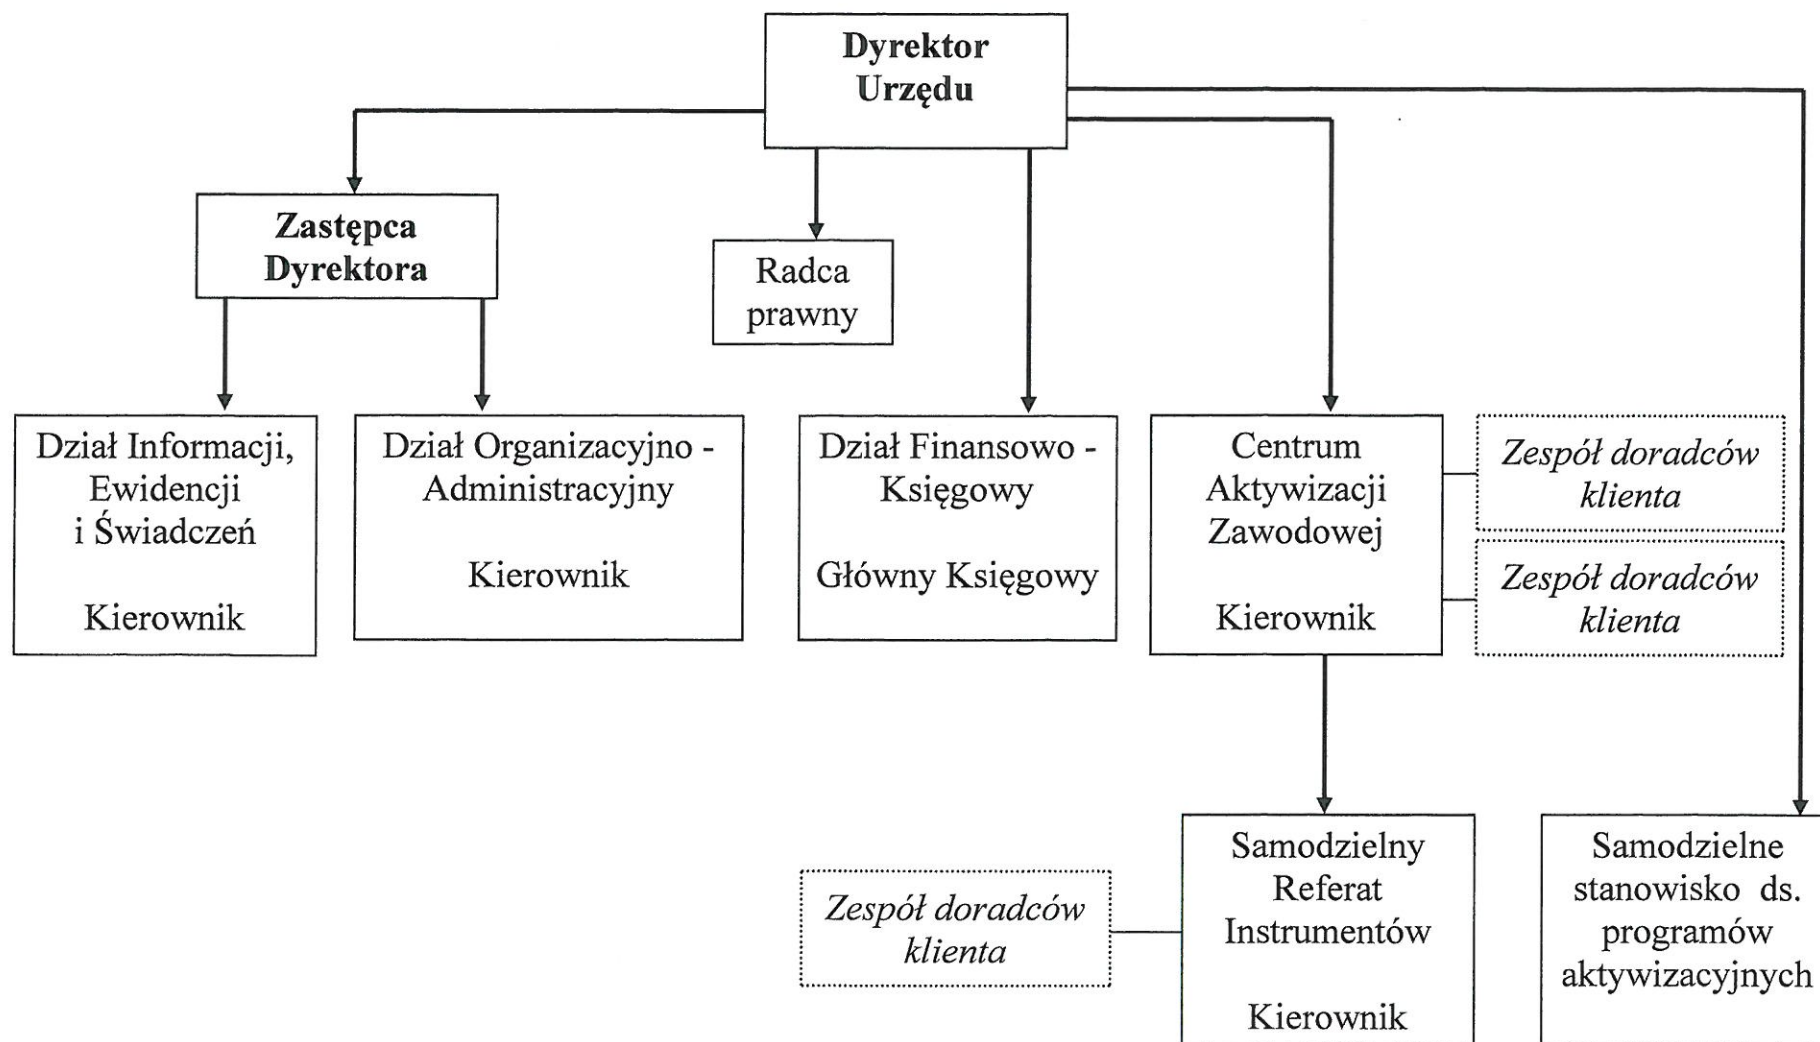 Dyrektor
Urzędu
Zastępca
Dyrektora
Radca
prawny
Dział Informacji,
Ewidencji
i Świadczeń
Kierownik
Dział Organizacyjno -
Administracyjny
Kierownik
Dział Finansowo -
Księgowy
Główny Księgowy
Centrum
Aktywizacji
Zawodowej
Kierownik
Zespół doradców
klienta
Zespół doradców
klienta
Zespół doradców
klienta
Samodzielny
Referat
Instrumentów
Kierownik
Samodzielne
stanowisko ds.
programów
aktywizacyjnych